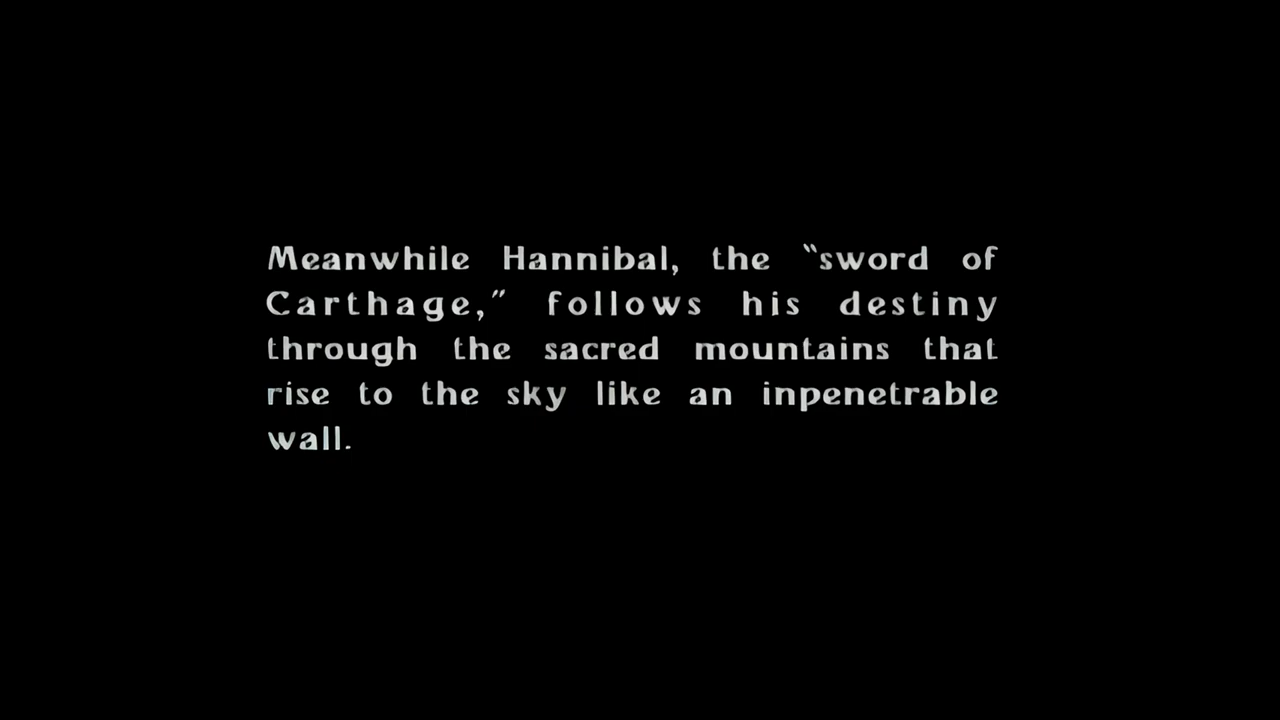 Meanwhile Hannibal, the “sword of
Carthage,” follows his destiny
through the sacred mountains that
rise to the sky like an inpenetrable
wall.